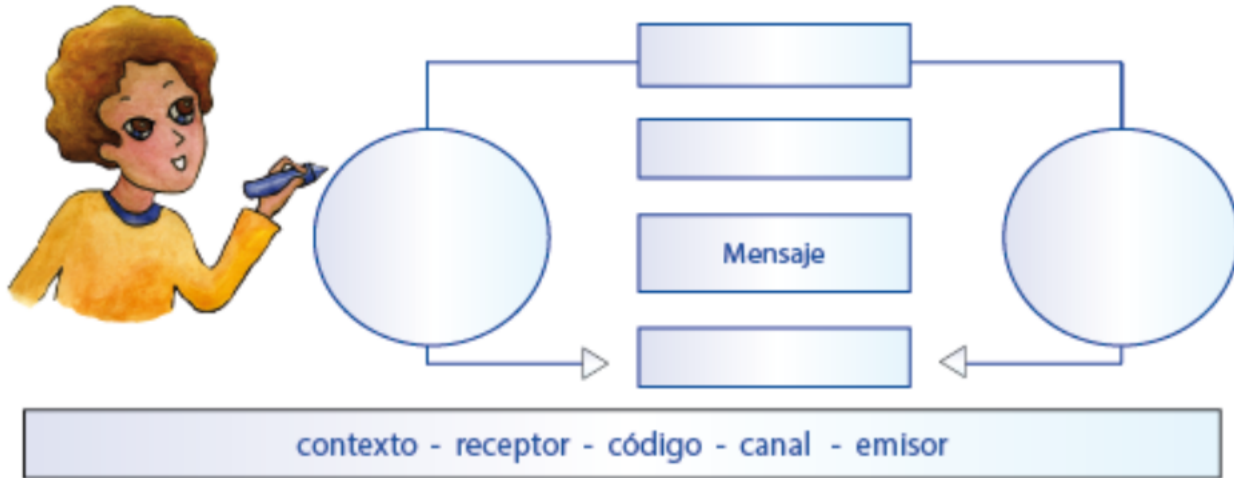 Mensaje
contexto - receptor - código - canal - emisor